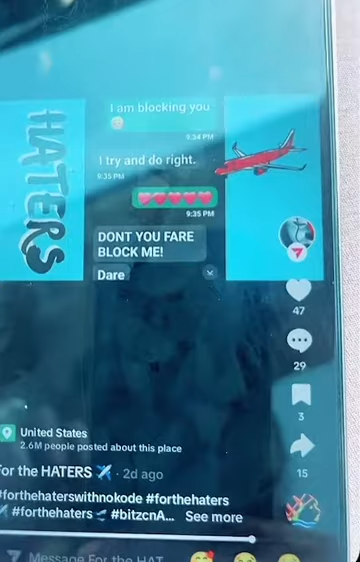 I am blocking you
9:34 PM
I try and do right.
9:35 PM
9:35 PM
DONT YOU FARE
BLOCK ME!
Dare
HATERS
47
29
3
15
United States
2.6M people posted about this place
For the HATERS · 2d ago
#forthehaterswithnokode #forthehaters
#forthehaters #bitzcnA... See more
Message For the HAT